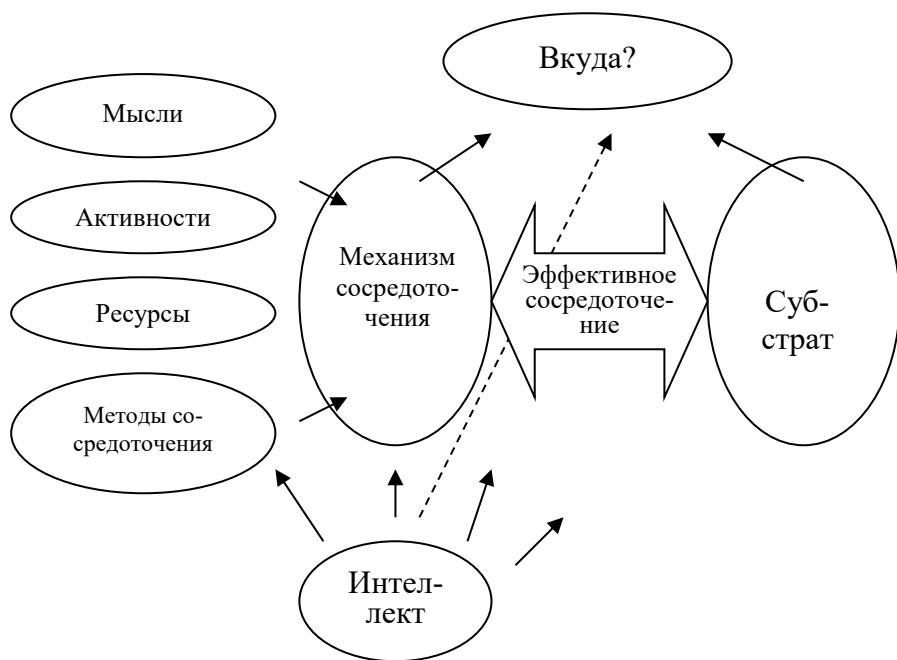 Вкуда?
Мысли
Активности
Ресурсы
Методы со-
средоточения
Механизм
сосредото-
чения
Эффективное
сосредоточе-
ние
Суб-
страт
Интел-
лект